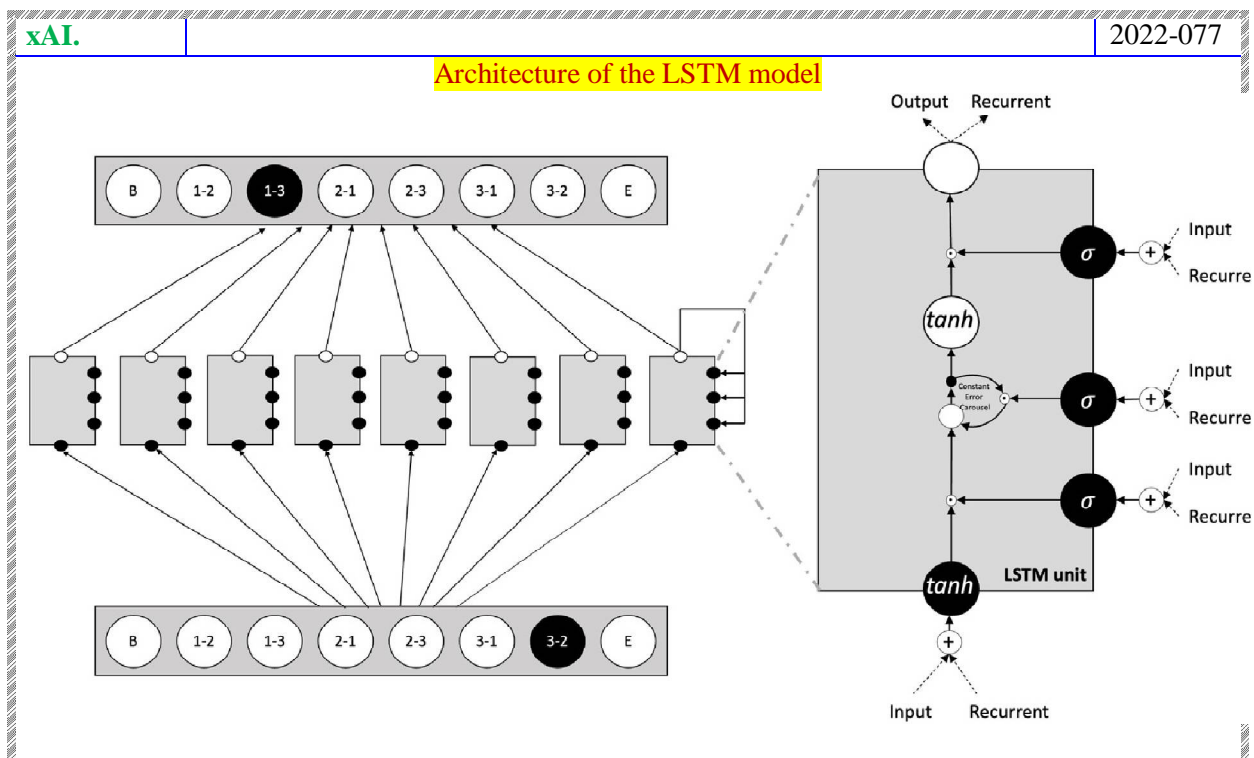 xAI. 2022-077
Architecture of the LSTM model
B 1-2 1-3 2-1 2-3 3-1 3-2 E
B 1-2 1-3 2-1 2-3 3-1 3-2 E
Output Recurrent
Input
σ +
Recurre
tanh
Constant
Error
Carousel
Input
σ +
Recurre
Input
σ +
Recurre
LSTM unit
tanh
+
Input Recurrent